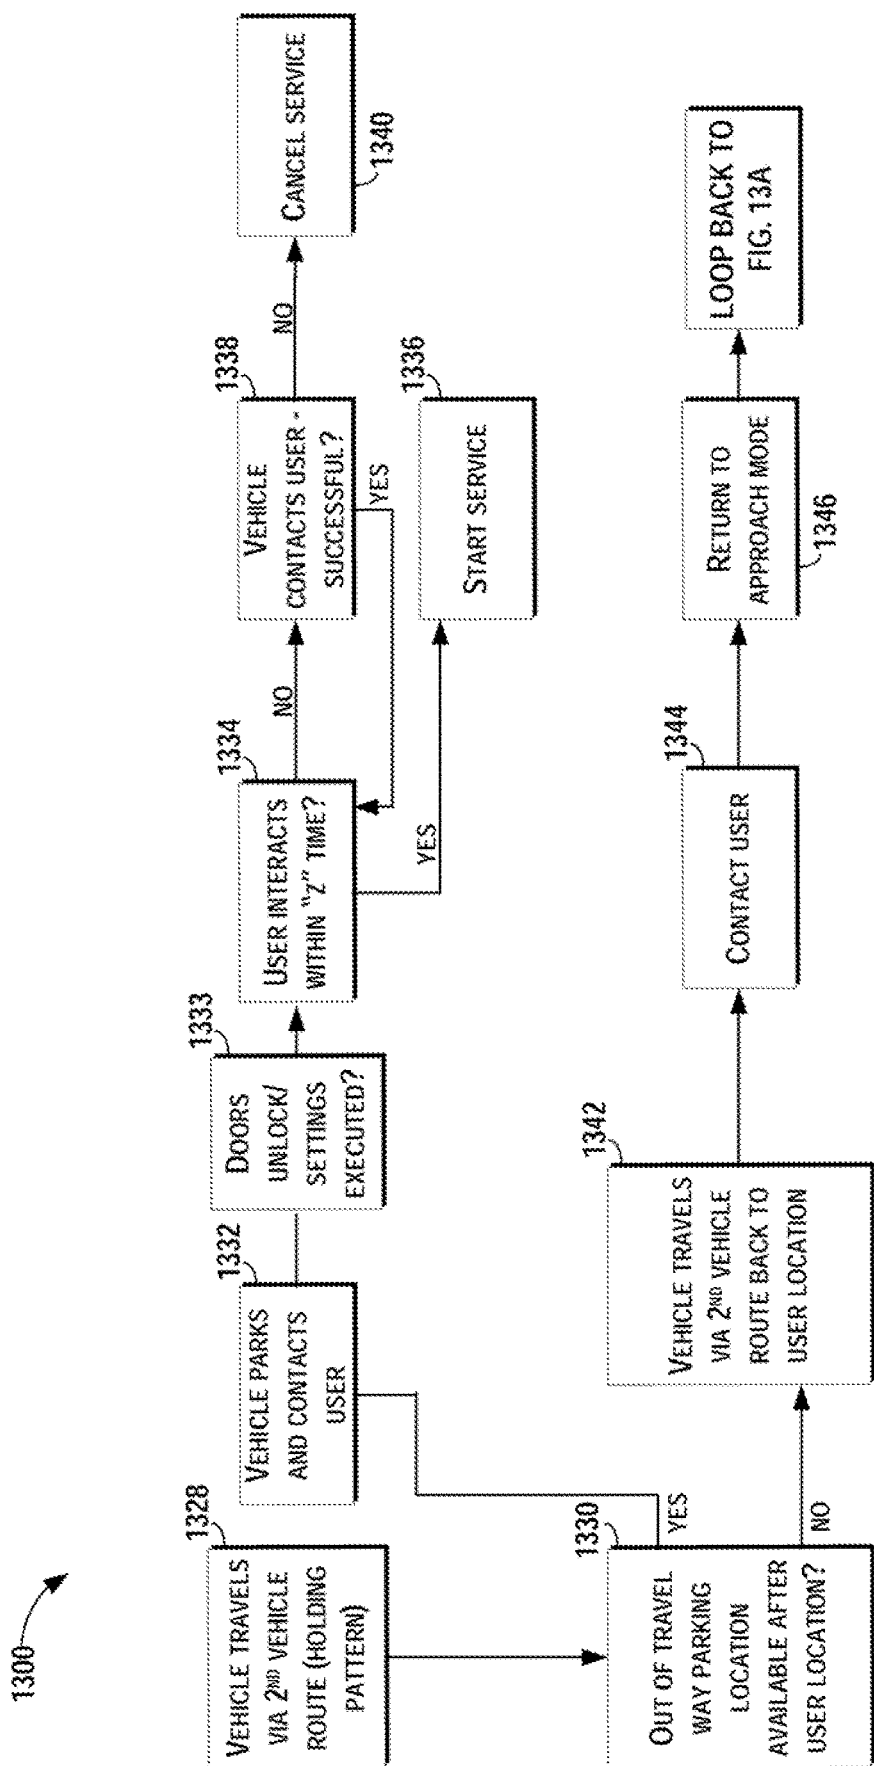 1300
1328
VEHICLE TRAVELS
VIA 2ND VEHICLE
ROUTE (HOLDING
PATTERN)
1330
OUT OF TRAVEL
WAY PARKING
LOCATION
AVAILABLE AFTER
USER LOCATION?
YES
NO
1332
VEHICLE PARKS
AND CONTACTS
USER
1333
DOORS
UNLOCK/
SETTINGS
EXECUTED?
1334
USER INTERACTS
WITHIN "Z" TIME?
NO
YES
1338
VEHICLE
CONTACTS USER -
SUCCESSFUL?
YES
NO
1336
START SERVICE
CANCEL SERVICE
1340
1342
VEHICLE TRAVELS
VIA 2ND VEHICLE
ROUTE BACK TO
USER LOCATION
1344
CONTACT USER
RETURN TO
APPROACH MODE
1346
LOOP BACK TO
FIG. 13A